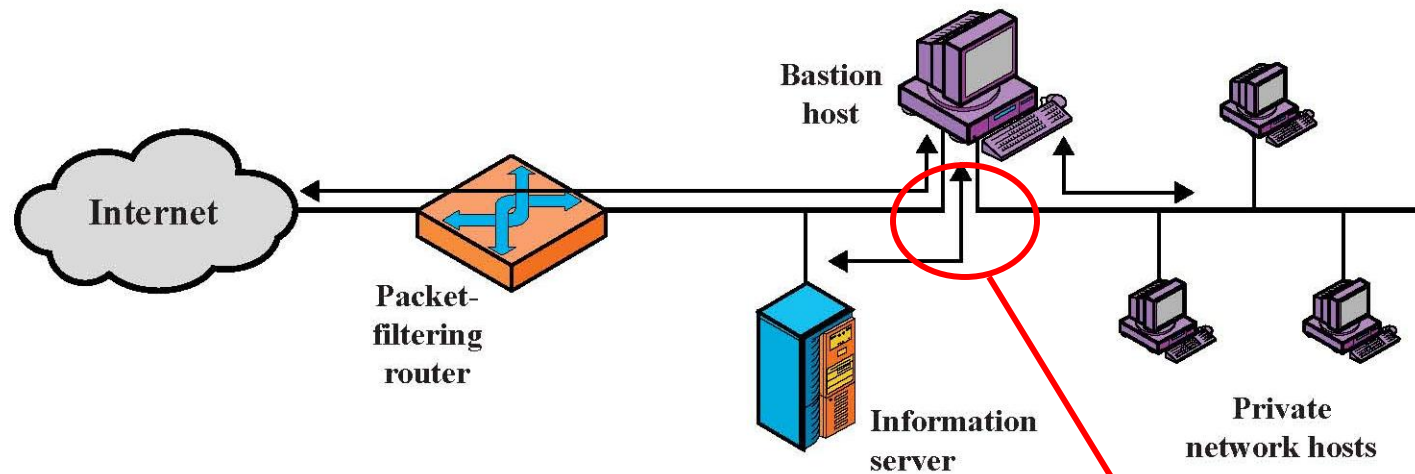 Internet
Packet-
filtering
router
Bastion
host
Information
server
Private
network hosts